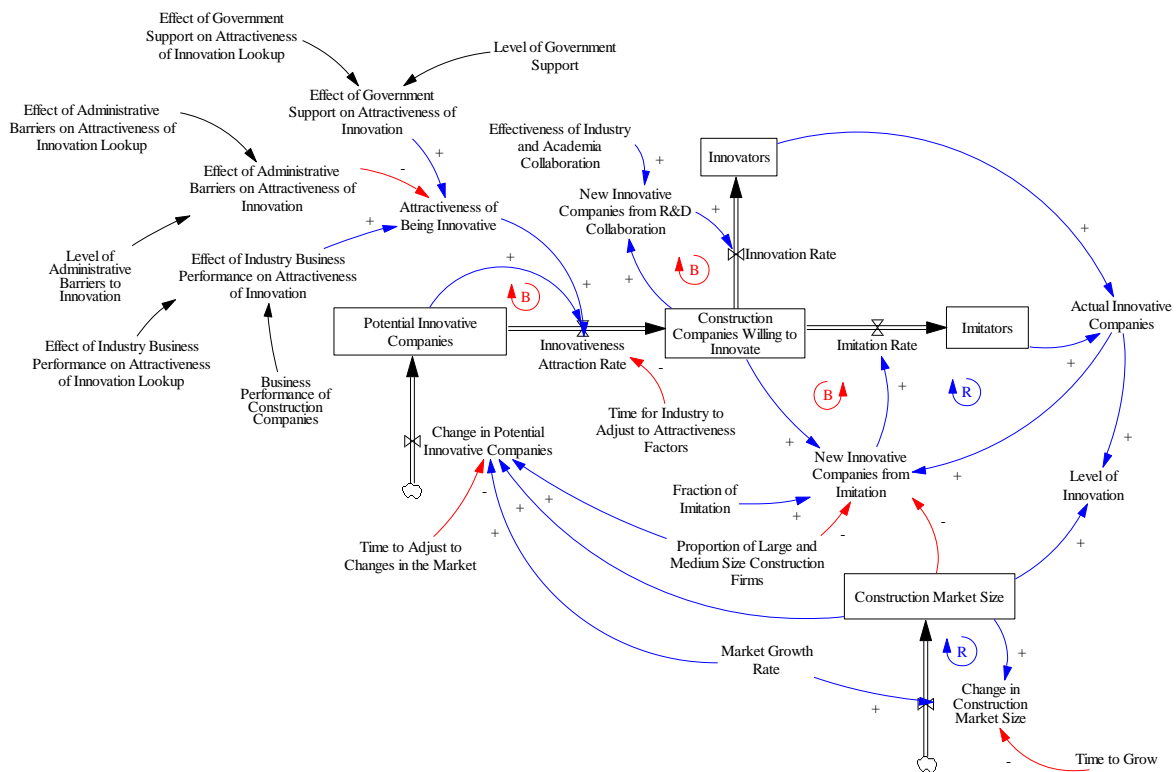 Effect of Government
Support on Attractiveness
of Innovation Lookup
Level of Government
Support
Effect of Government
Support on Attractiveness of
Innovation
Effect of Administrative
Barriers on Attractiveness of
Innovation Lookup
Effectiveness of Industry
and Academia
Collaboration
Innovators
+
+
-
+
Effect of Administrative
Barriers on Attractiveness of
Innovation
New Innovative
Companies from R&D
Collaboration
+
Attractiveness of
Being Innovative
+
+
Level of
Administrative
Barriers to
Innovation
Effect of Industry Business
Performance on Attractiveness
of Innovation
+
+
+
B
B
Innovation Rate
Actual Innovative
Companies
Potential Innovative
Companies
Construction
Companies Willing to
Innovate
Imitators
Innovativeness
Attraction Rate
Imitation Rate
Effect of Industry Business
Performance on Attractiveness
of Innovation Lookup
Business
Performance of
Construction
Companies
-
+
+
B
R
Time for Industry to
Adjust to Attractiveness
Factors
Change in Potential
Innovative Companies
+
+
+
New Innovative
Companies from
Imitation
Level of
Innovation
Fraction of
Imitation
-
+
+
+
+
-
-
+
Time to Adjust to
Changes in the Market
Proportion of Large and
Medium Size Construction
Firms
Construction Market Size
Market Growth
Rate
R
+
+
Change in
Construction
Market Size
-
Time to Grow